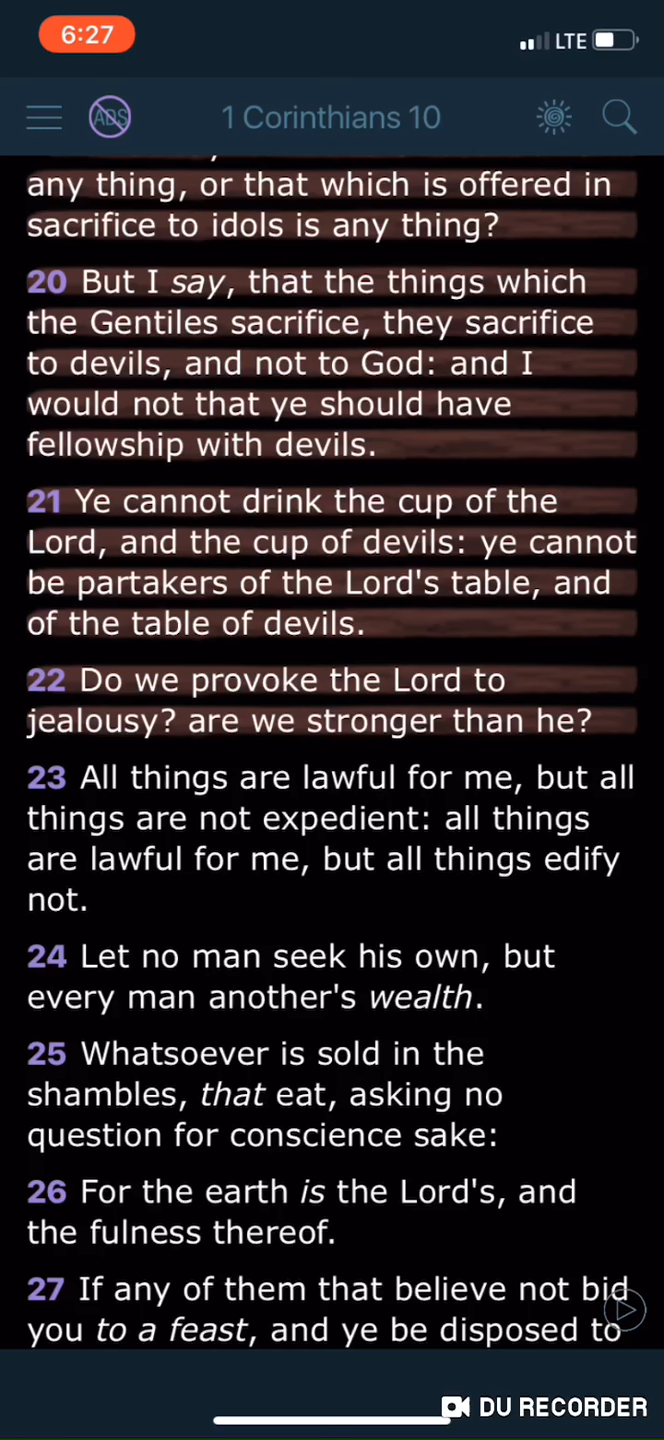 6:27
LTE
ADS
1 Corinthians 10
any thing, or that which is offered in
sacrifice to idols is any thing?
20 But I say, that the things which
the Gentiles sacrifice, they sacrifice
to devils, and not to God: and I
would not that ye should have
fellowship with devils.
21 Ye cannot drink the cup of the
Lord, and the cup of devils: ye cannot
be partakers of the Lord's table, and
of the table of devils.
22 Do we provoke the Lord to
jealousy? are we stronger than he?
23 All things are lawful for me, but all
things are not expedient: all things
are lawful for me, but all things edify
not.
24 Let no man seek his own, but
every man another's wealth.
25 Whatsoever is sold in the
shambles, that eat, asking no
question for conscience sake:
26 For the earth is the Lord's, and
the fulness thereof.
27 If any of them that believe not bid
you to a feast, and ye be disposed to
DU RECORDER